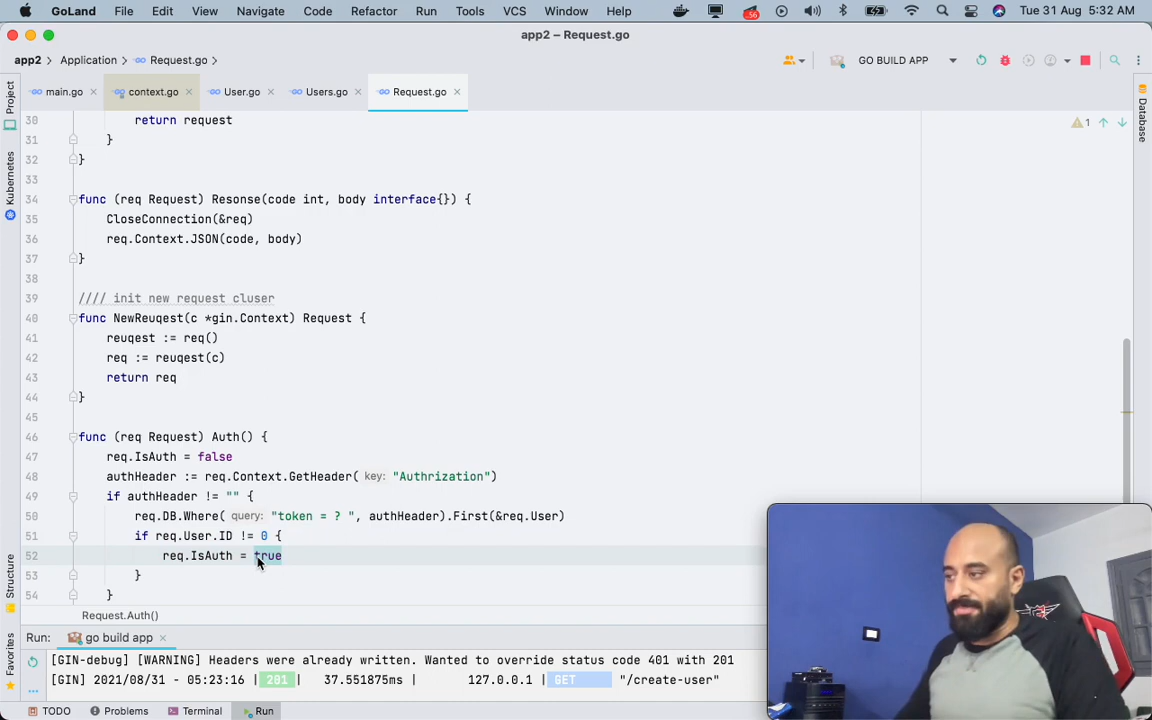 GoLand File Edit View Navigate Code Refactor Run Tools VCS Window Help Tue 31 Aug 5:32 AM
app2 – Request.go
app2 Application Request.go GO BUILD APP
main.go context.go User.go Users.go Request.go
Project
Kubernetes
Structure
Favorites
Database
1
30 return request
31 }
32 }
33
34 func (req Request) Resonse(code int, body interface{}) {
35 CloseConnection(&req)
36 req.Context.JSON(code, body)
37 }
38
39 //// init new request cluser
40 func NewReuqest(c *gin.Context) Request {
41 reuqest := req()
42 req := reuqest(c)
43 return req
44 }
45
46 func (req Request) Auth() {
47 req.IsAuth = false
48 authHeader := req.Context.GetHeader( key: "Authrization")
49 if authHeader != "" {
50 req.DB.Where( query: "token = ? ", authHeader).First(&req.User)
51 if req.User.ID != 0 {
52 req.IsAuth = true
53 }
54 }
Request.Auth()
Run: go build app
[GIN-debug] [WARNING] Headers were already written. Wanted to override status code 401 with 201
[GIN] 2021/08/31 - 05:23:16 | 201 | 37.551875ms | 127.0.0.1 | GET "/create-user"
TODO Problems Terminal Run